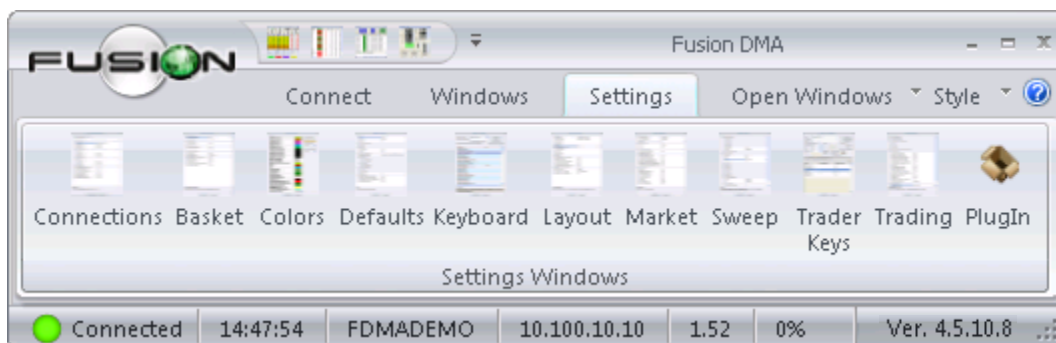 FUSION
Fusion DMA
Connect Windows Settings Open Windows Style
Connections Basket Colors Defaults Keyboard Layout Market Sweep Trader Keys Trading PlugIn
Settings Windows
Connected 14:47:54 FDMADEMO 10.100.10.10 1.52 0% Ver. 4.5.10.8